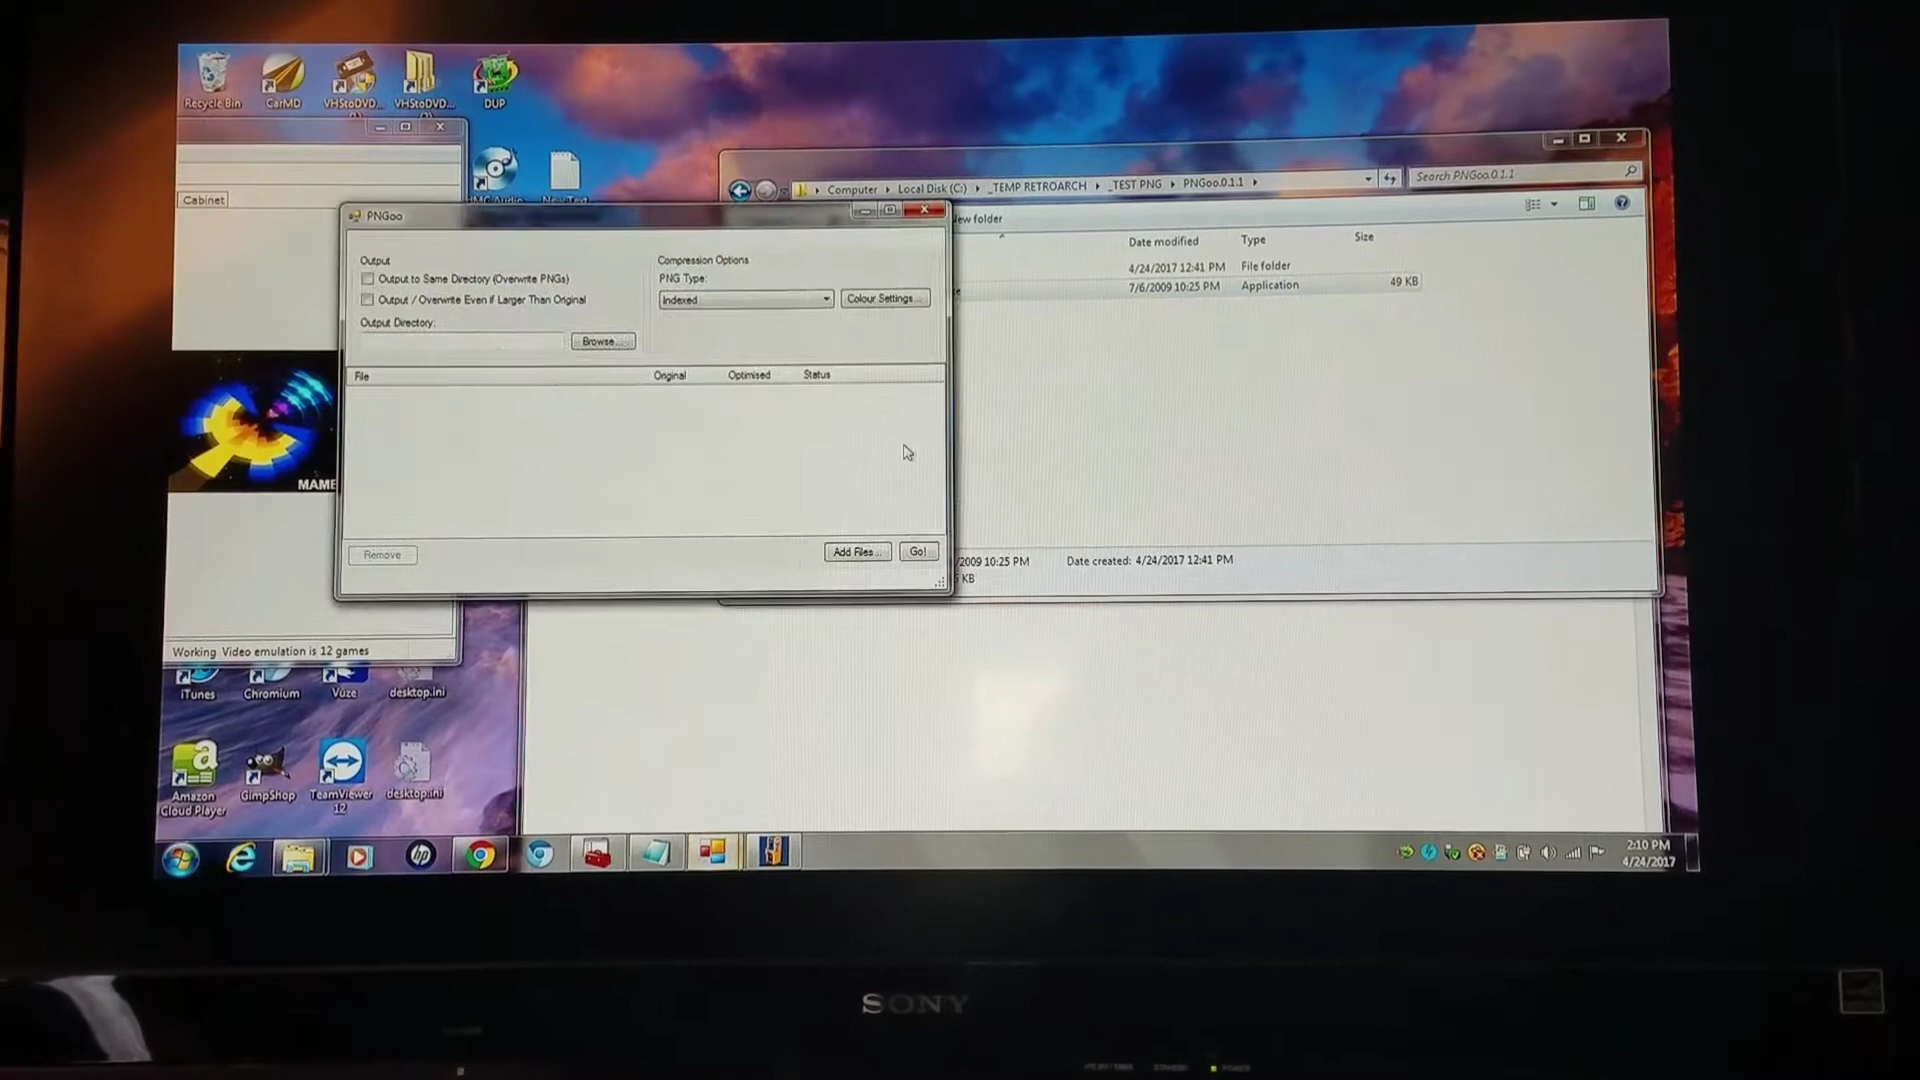 Recycle Bin
CarMD
VHStoDVD...
VHStoDVD...
DUP
Cabinet
Computer
Local Disk (C:)
_TEMP RETROARCH
_TEST PNG
PNGoo.0.1.1
Search PNGoo.0.1.1
New folder
Date modified
Type
Size
4/24/2017 12:41 PM
File folder
7/6/2009 10:25 PM
Application
49 KB
PNGoo
Output
Output to Same Directory (Overwrite PNGs)
Output / Overwrite Even if Larger Than Original
Output Directory:
Browse...
Compression Options
PNG Type:
Indexed
Colour Settings...
File
Original
Optimised
Status
Remove
Add Files...
Go!
/2009 10:25 PM
Date created: 4/24/2017 12:41 PM
KB
MAME
Working Video emulation is 12 games
iTunes
Chromium
Vuze
desktop.ini
Amazon
Cloud Player
GimpShop
TeamViewer
12
desktop.ini
hp
2:10 PM
4/24/2017
SONY